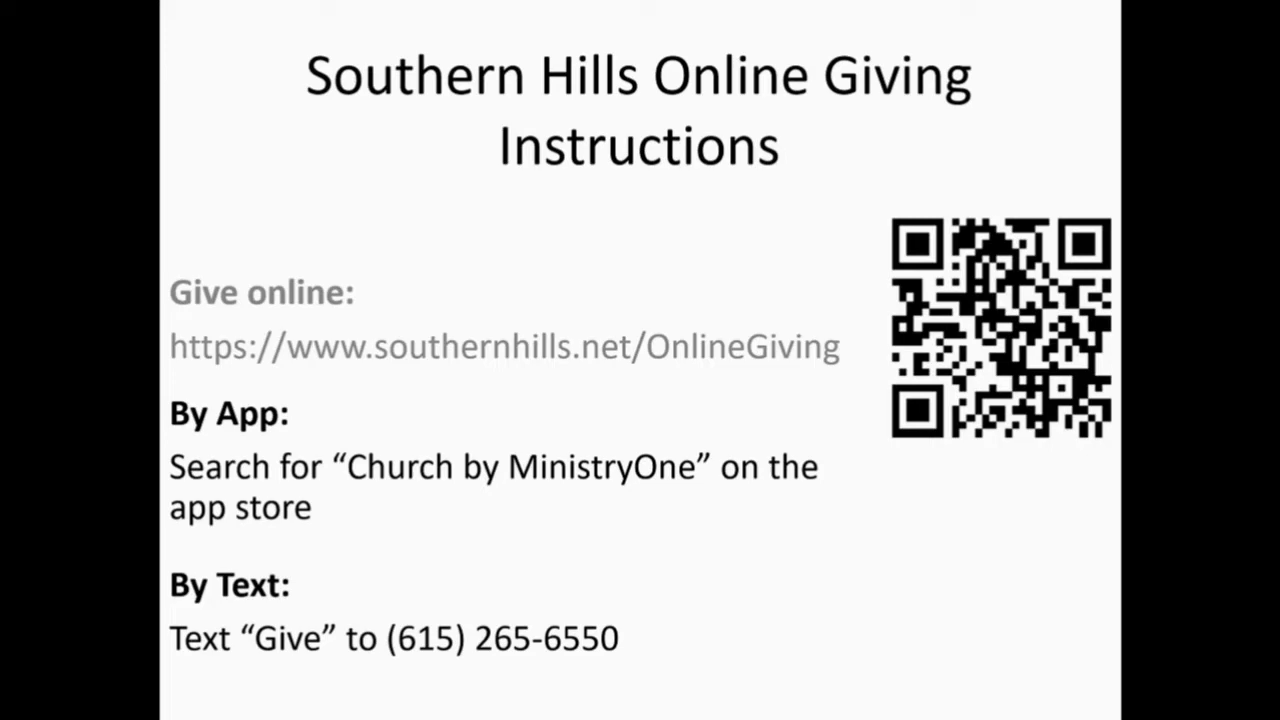 Southern Hills Online Giving
Instructions
Give online:
https://www.southernhills.net/OnlineGiving
By App:
Search for “Church by MinistryOne” on the
app store
By Text:
Text “Give” to (615) 265-6550